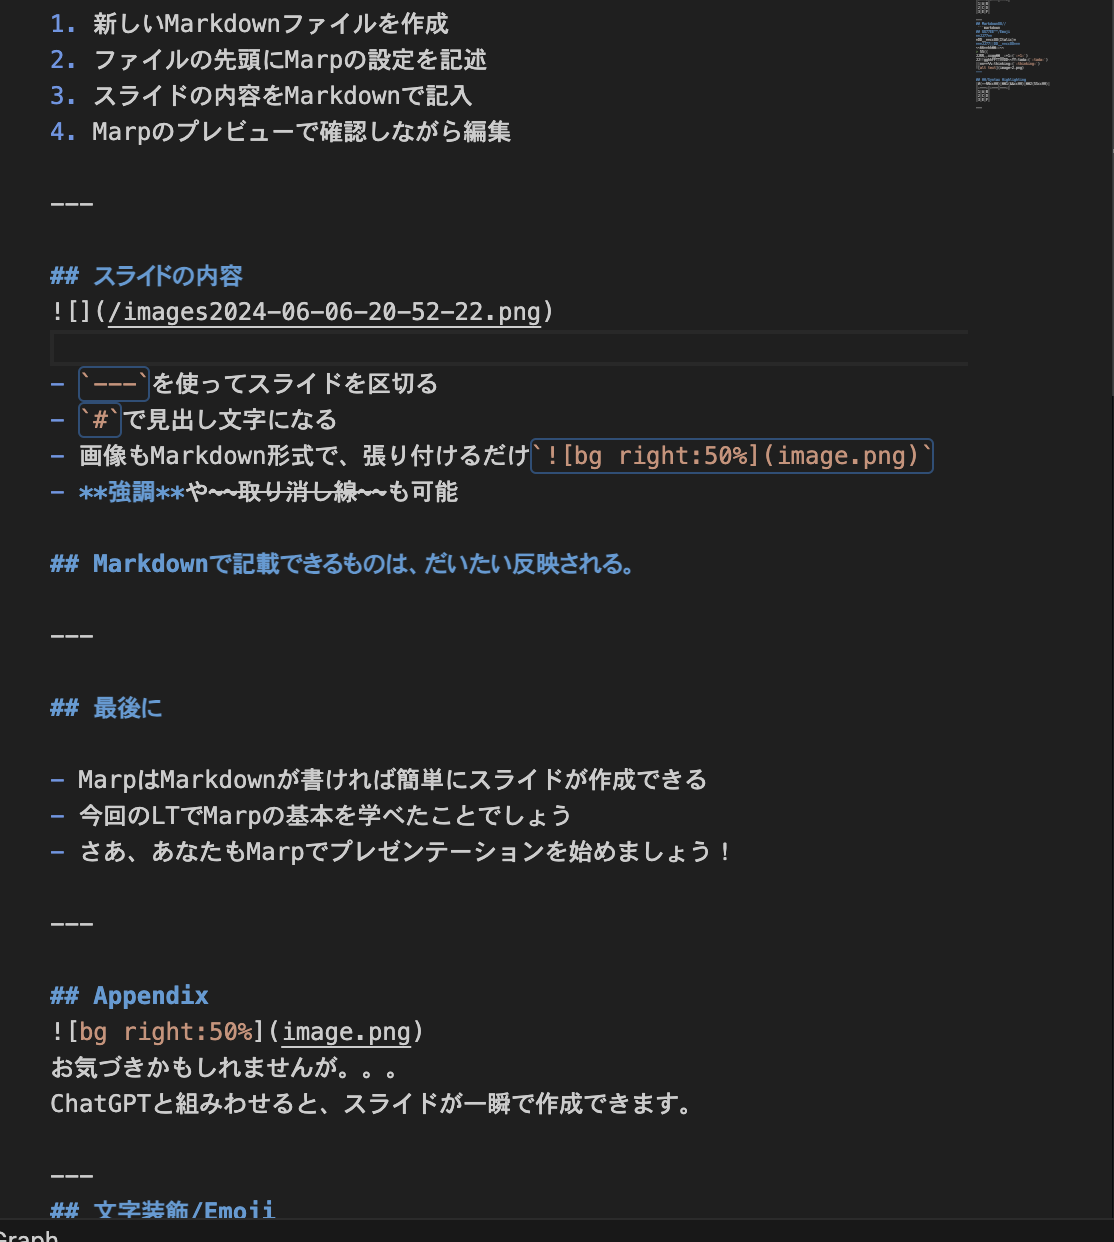 1. 新しいMarkdownファイルを作成
2. ファイルの先頭にMarpの設定を記述
3. スライドの内容をMarkdownで記入
4. Marpのプレビューで確認しながら編集
---
## スライドの内容
![](/images2024-06-06-20-52-22.png)
- `---`を使ってスライドを区切る
- `#`で見出し文字になる
- 画像もMarkdown形式で、張り付けるだけ`![bg right:50%](image.png)`
- **強調**や~~取り消し線~~も可能
## Markdownで記載できるものは、だいたい反映される。
---
## 最後に
- MarpはMarkdownが書ければ簡単にスライドが作成できる
- 今回のLTでMarpの基本を学べたことでしょう
- さあ、あなたもMarpでプレゼンテーションを始めましょう！
---
## Appendix
![bg right:50%](image.png)
お気づきかもしれませんが。。。
ChatGPTと組みわせると、スライドが一瞬で作成できます。
---
## 文字装飾/Emoji
Graph